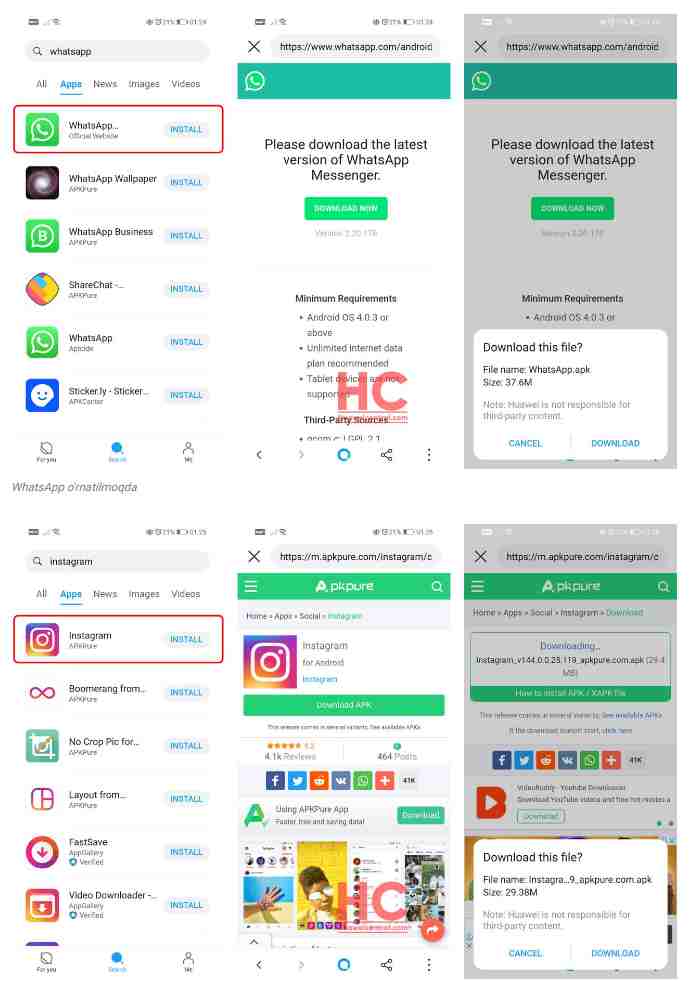 21% 01:24
whatsapp
All Apps News Images Videos
WhatsApp...
Official Website
INSTALL
WhatsApp Wallpaper
APKPure
INSTALL
WhatsApp Business
APKPure
INSTALL
ShareChat -...
APKPure
INSTALL
WhatsApp
Aptoide
INSTALL
Sticker.ly - Sticker...
APKCenter
INSTALL
For you Search Me
21% 01:24
https://www.whatsapp.com/android
Please download the latest
version of WhatsApp
Messenger.
DOWNLOAD NOW
Version 2.20.178
Minimum Requirements
• Android OS 4.0.3 or
above
• Unlimited Internet data
plan recommended
• Tablet devices are not
supported
Third-Party Sources
HC
huaweicentral.com
https://www.whatsapp.com/android
Please download the latest
version of WhatsApp
Messenger.
DOWNLOAD NOW
Version 2.20.178
Minimum Requirements
• Android OS 4.0.3 or
Download this file?
File name: WhatsApp.apk
Size: 37.6M
Note: Huawei is not responsible for
third-party content.
CANCEL DOWNLOAD
WhatsApp o'rnatilmoqda
21% 01:25
instagram
All Apps News Images Videos
Instagram
APKPure
INSTALL
Boomerang from...
APKPure
INSTALL
No Crop Pic for...
APKPure
INSTALL
Layout from...
APKPure
INSTALL
FastSave
AppGallery
Verified
INSTALL
Video Downloader -...
AppGallery
Verified
INSTALL
For you Search Me
https://m.apkpure.com/instagram/c
Apkpure
Home » Apps » Social » Instagram
Instagram
for Android
Instagram
Download APK
This release comes in several variants, See available APKs
4.1k Reviews
464 Posts
41K
Using APKPure App
Faster, free and saving data!
Download
HC
huaweicentral.com
https://m.apkpure.com/instagram/c
Apkpure
Home » Apps » Social » Instagram » Download
Downloading...
Instagram_v144.0.0.25.119_apkpure.com.apk (29.4
MB)
How to install APK / XAPK file
This release comes in several variants, See available APKs
If the download doesn't start, click here
41K
VideoBuddy - Youtube Downloader
Download YouTube videos and free hot movies a
Download
Download this file?
File name: Instagra...9_apkpure.com.apk
Size: 29.38M
Note: Huawei is not responsible for
third-party content.
CANCEL DOWNLOAD